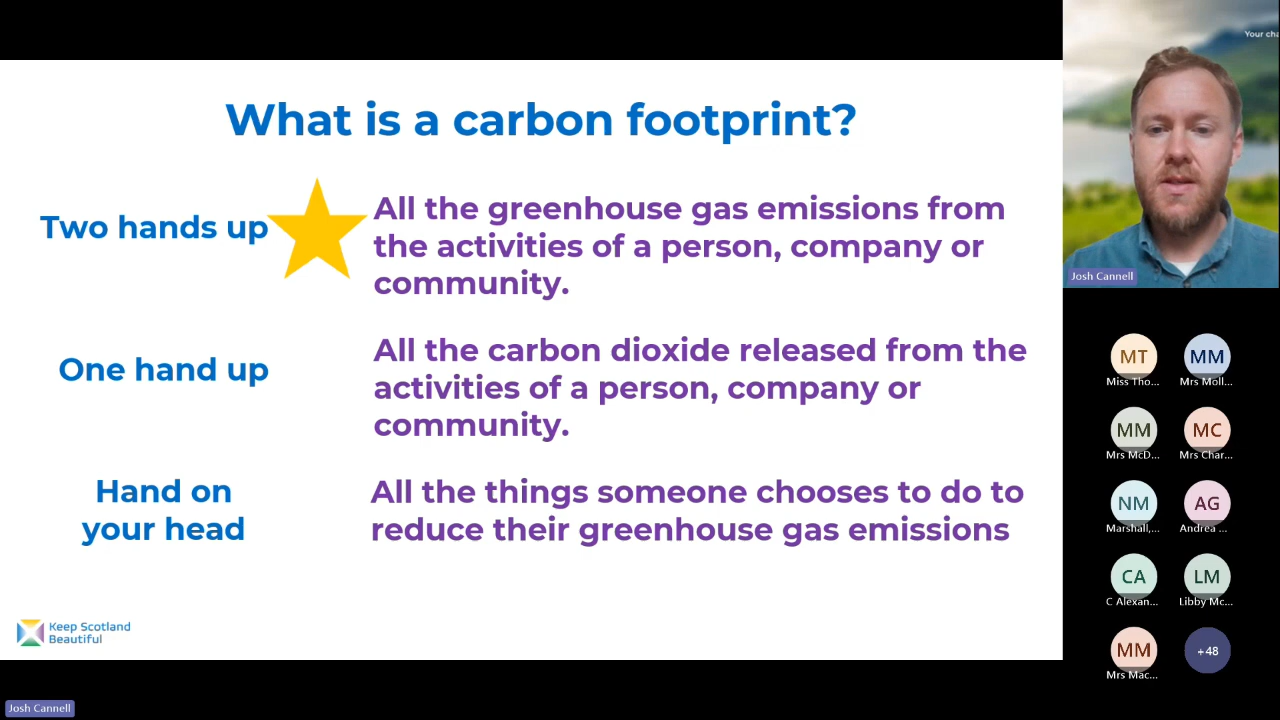 What is a carbon footprint?
Two hands up
All the greenhouse gas emissions from
the activities of a person, company or
community.
One hand up
All the carbon dioxide released from the
activities of a person, company or
community.
Hand on
your head
All the things someone chooses to do to
reduce their greenhouse gas emissions
Keep Scotland
Beautiful
Josh Cannell
Your cha
Josh Cannell
MT
MM
Miss Tho...
Mrs Moll...
MM
MC
Mrs McD...
Mrs Char...
NM
AG
Marshall,...
Andrea ...
CA
LM
C Alexan...
Libby Mc...
MM
+48
Mrs Mac...